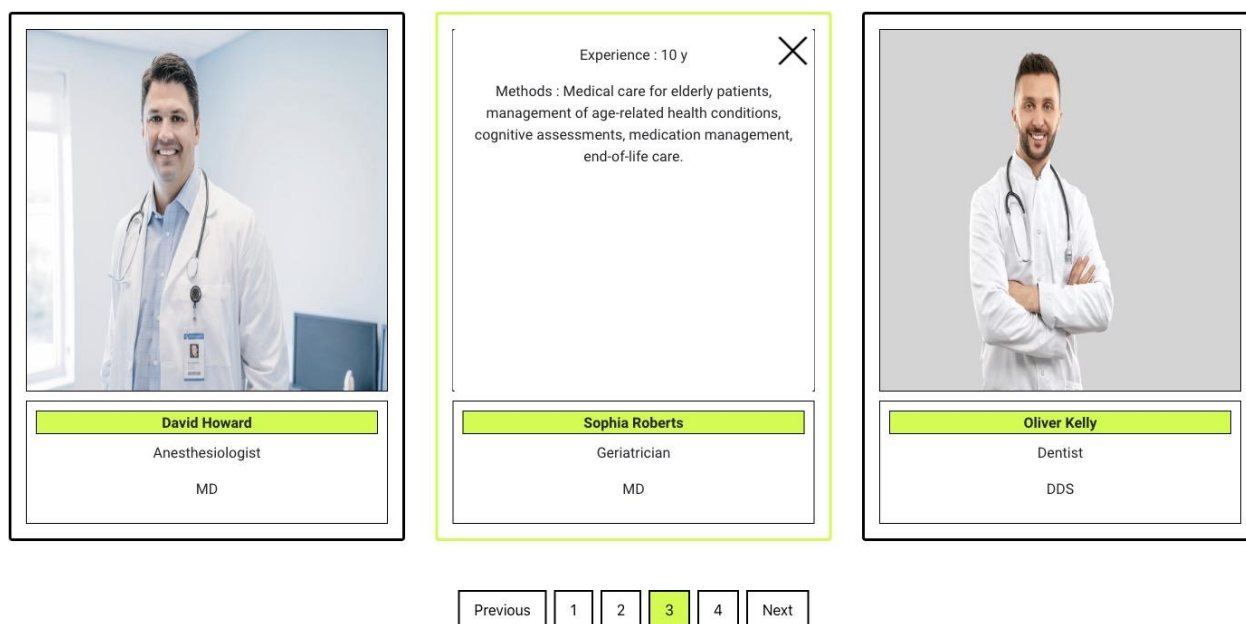 Experience : 10 y
Methods : Medical care for elderly patients,
management of age-related health conditions,
cognitive assessments, medication management,
end-of-life care.
David Howard
Anesthesiologist
MD
Sophia Roberts
Geriatrician
MD
Oliver Kelly
Dentist
DDS
Previous 1 2 3 4 Next